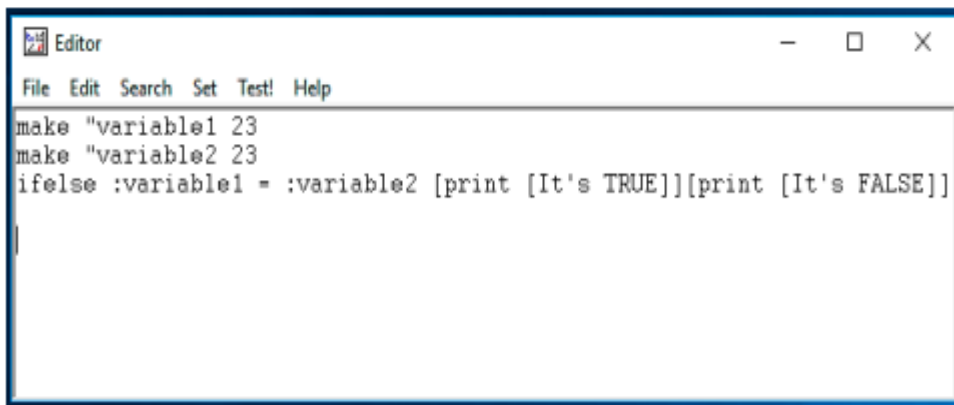 Editor
File Edit Search Set Test! Help
make "variable1 23
make "variable2 23
ifelse :variable1 = :variable2 [print [It's TRUE]][print [It's FALSE]]